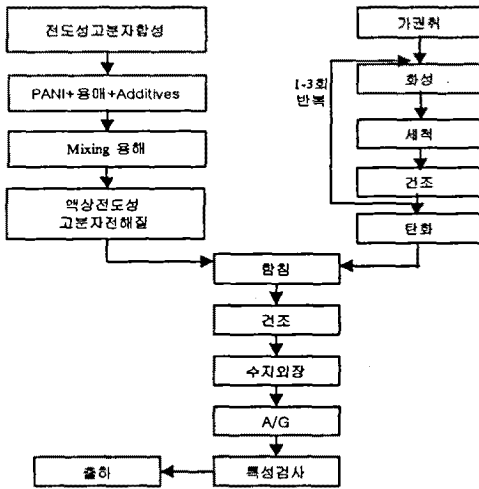 전도성고분자합성
PANI+용매+Additives
Mixing 용해
액상전도성
고분자전해질
가권취
1-3회
반복
화성
세척
건조
탄화
함침
건조
수지외장
A/G
특성검사
출하